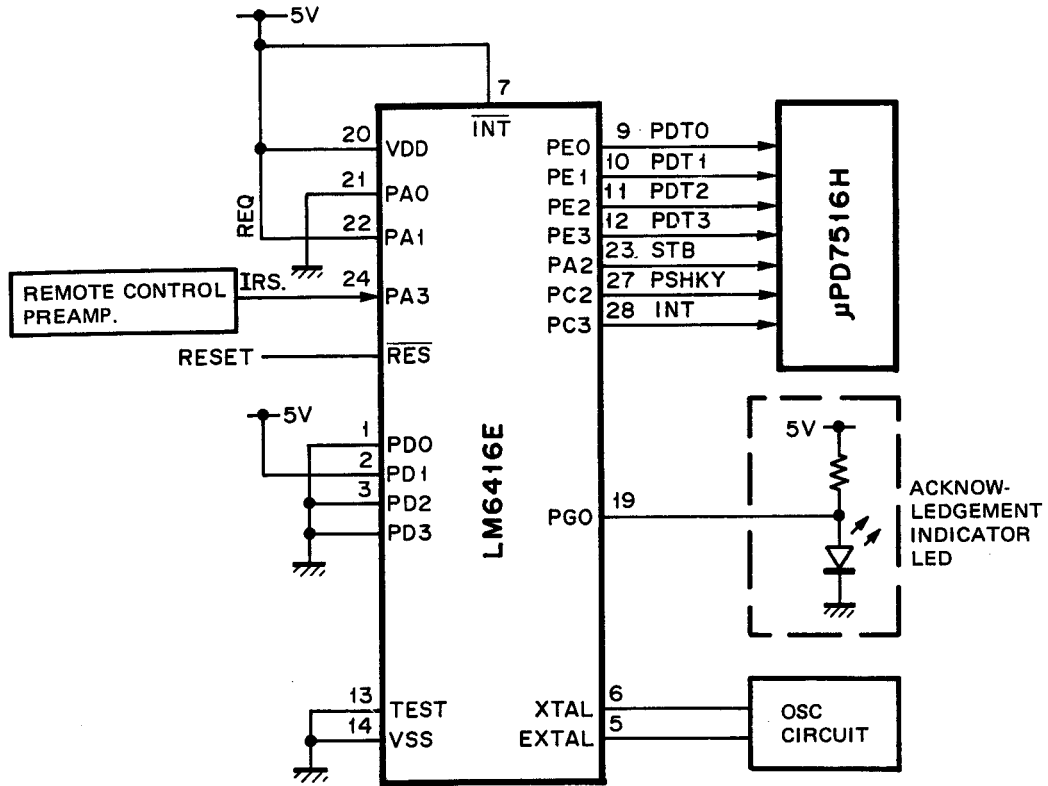 5V
7
INT
20
VDD
21
PA0
REQ
22
PA1
REMOTE CONTROL
PREAMP.
IRS.
24
PA3
RESET
RES
5V
1
PD0
2
PD1
3
PD2
PD3
LM6416E
13
TEST
14
VSS
PE0
9
PDT0
PE1
10
PDT1
PE2
11
PDT2
PE3
12
PDT3
PA2
23
STB
PC2
27
PSHKY
PC3
28
INT
µPD7516H
PG0
19
5V
ACKNOW-
LEDGEMENT
INDICATOR
LED
XTAL
6
EXTAL
5
OSC
CIRCUIT